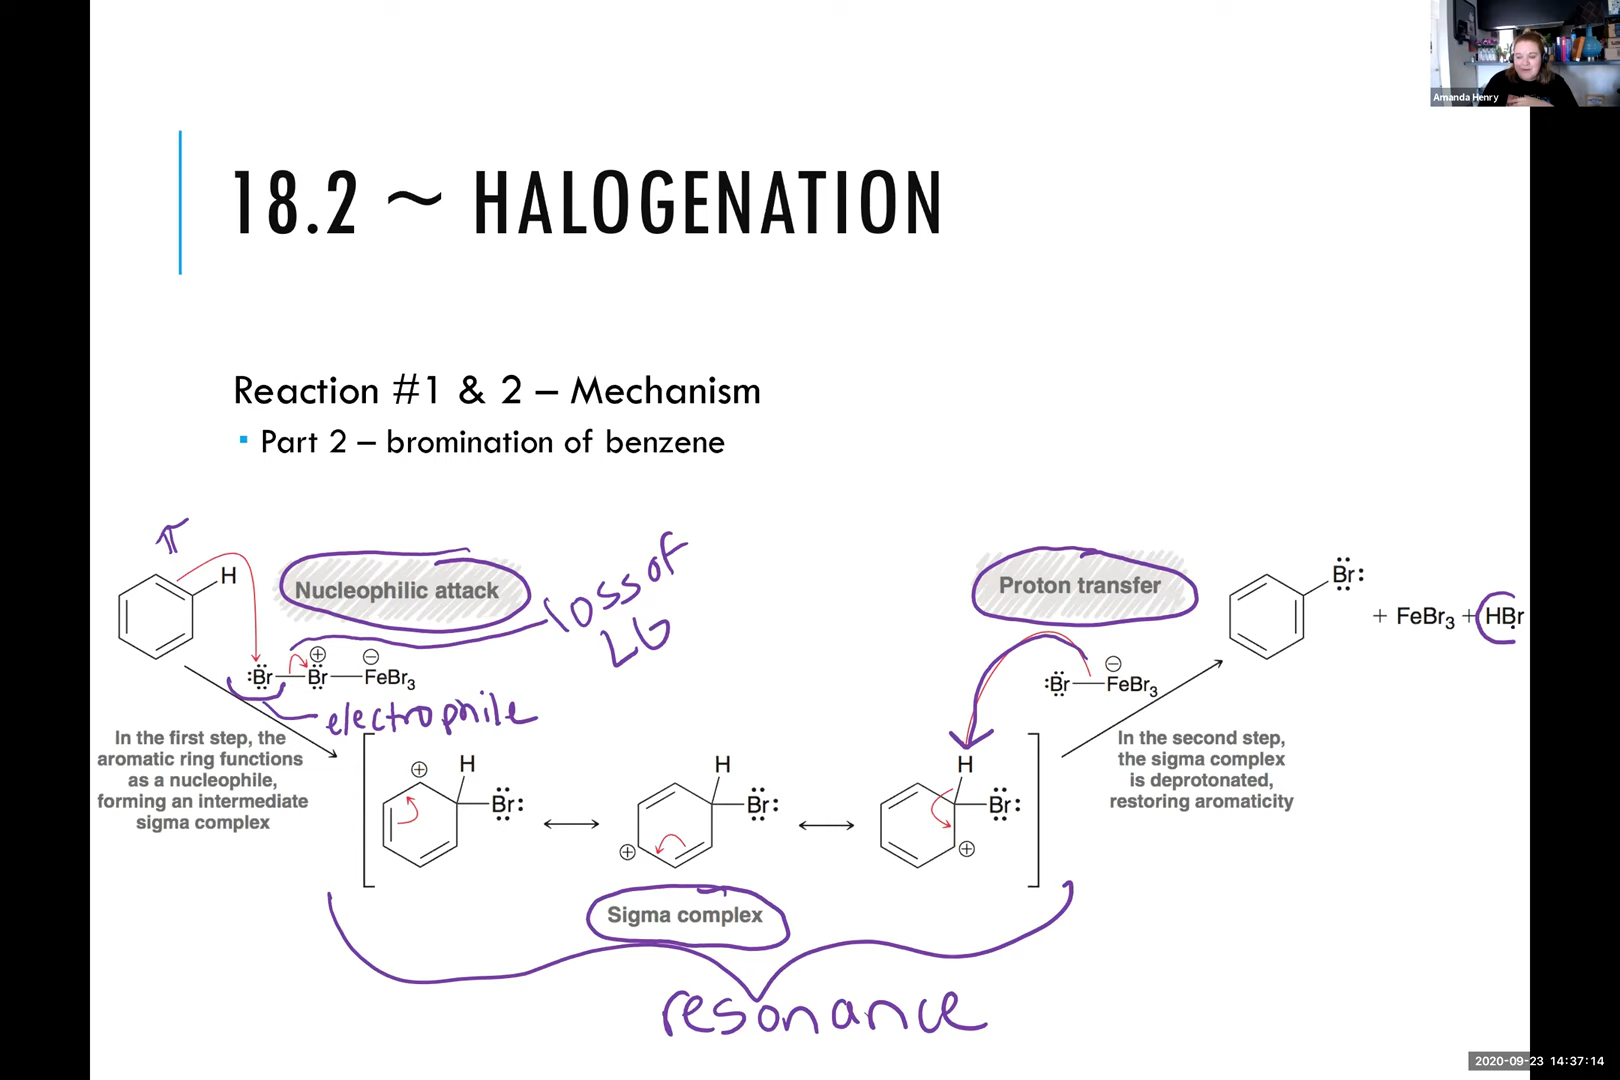 Amanda Henry
18.2 ~ HALOGENATION
Reaction #1 & 2 – Mechanism
▪ Part 2 – bromination of benzene
π
H
Nucleophilic attack
loss of
LG
:Br—Br—FeBr₃
⊕
⊖
electrophile
In the first step, the
aromatic ring functions
as a nucleophile,
forming an intermediate
sigma complex
⊕ H
Br:
H
Br:
⊕
H
Br:
⊕
Sigma complex
resonance
Proton transfer
⊖
:Br—FeBr₃
In the second step,
the sigma complex
is deprotonated,
restoring aromaticity
Br:
+ FeBr₃ + HBr
2020-09-23 14:37:14